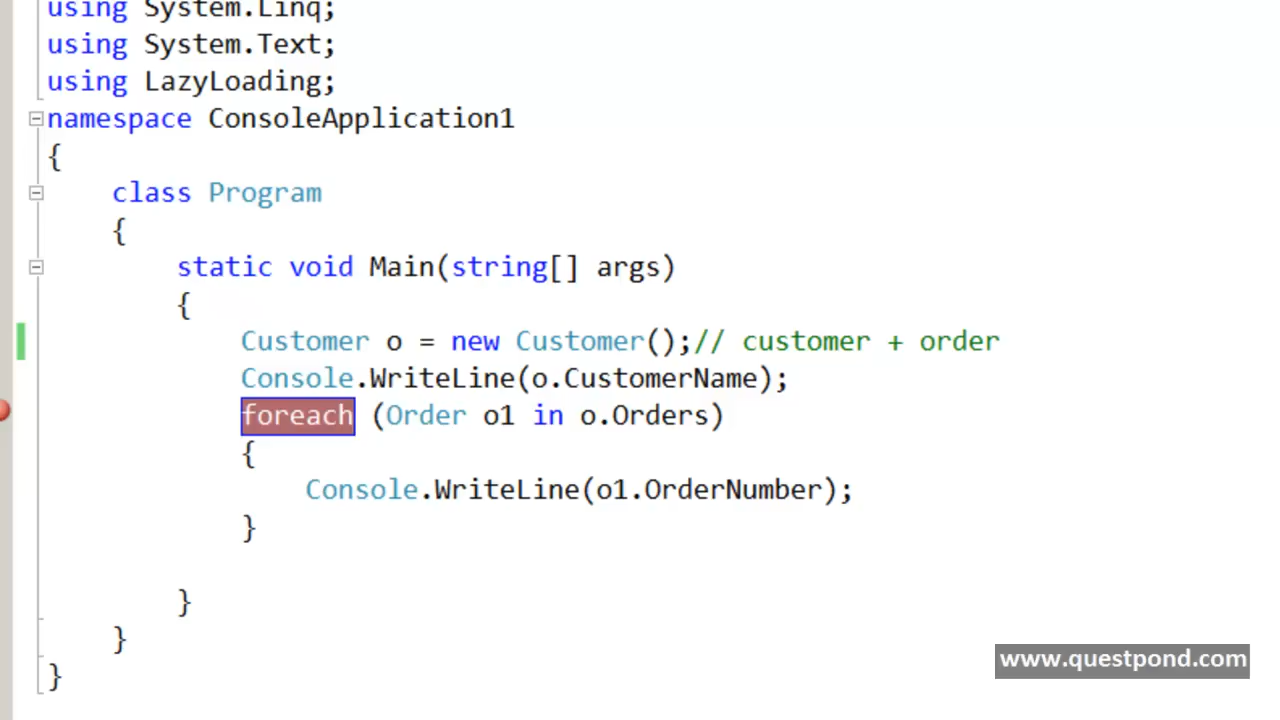 using System.Linq;
using System.Text;
using LazyLoading;
namespace ConsoleApplication1
{
class Program
{
static void Main(string[] args)
{
Customer o = new Customer();// customer + order
Console.WriteLine(o.CustomerName);
foreach (Order o1 in o.Orders)
{
Console.WriteLine(o1.OrderNumber);
}
}
}
}
www.questpond.com